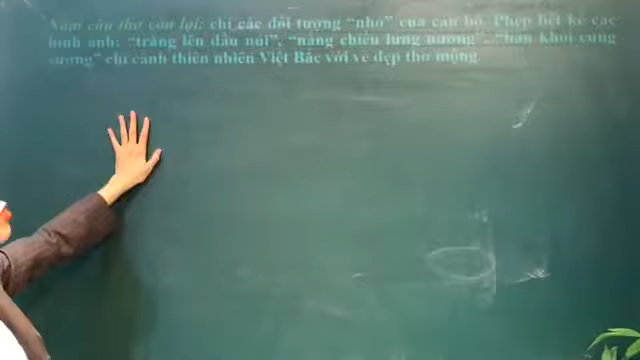 Năm câu thơ còn lại: chỉ các đối tượng “nhớ” của cán bộ. Phép liệt kê các
hình ảnh: “trăng lên đầu núi”, “nắng chiều lưng nương”, “bản khói cùng
sương” chỉ cảnh thiên nhiên Việt Bắc với vẻ đẹp thơ mộng.